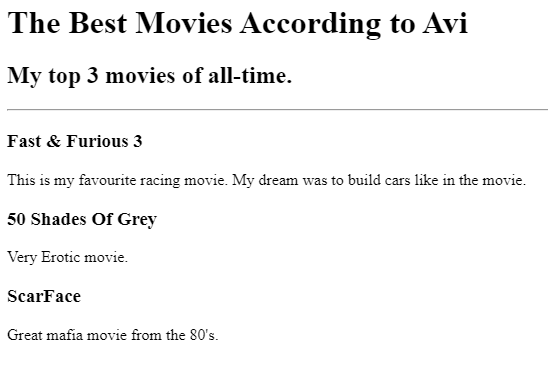 The Best Movies According to Avi
My top 3 movies of all-time.
Fast & Furious 3
This is my favourite racing movie. My dream was to build cars like in the movie.
50 Shades Of Grey
Very Erotic movie.
ScarFace
Great mafia movie from the 80's.